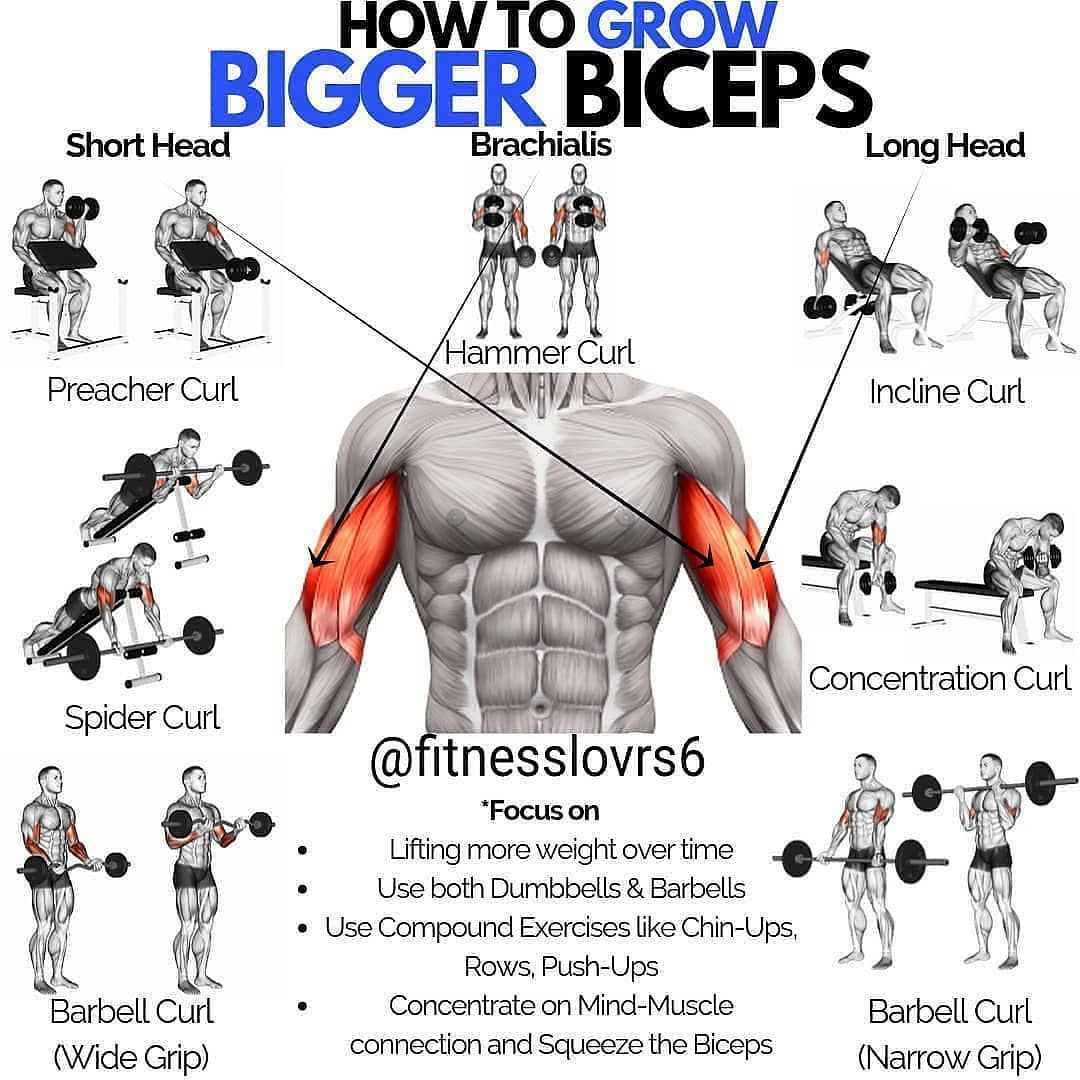 HOW TO GROW
BIGGER BICEPS
Short Head
Brachialis
Long Head
Preacher Curl
Hammer Curl
Incline Curl
Spider Curl
Concentration Curl
@fitnesslovrs6
*Focus on
• Lifting more weight over time
• Use both Dumbbells & Barbells
• Use Compound Exercises like Chin-Ups,
Rows, Push-Ups
• Concentrate on Mind-Muscle
connection and Squeeze the Biceps
Barbell Curl
(Wide Grip)
Barbell Curl
(Narrow Grip)